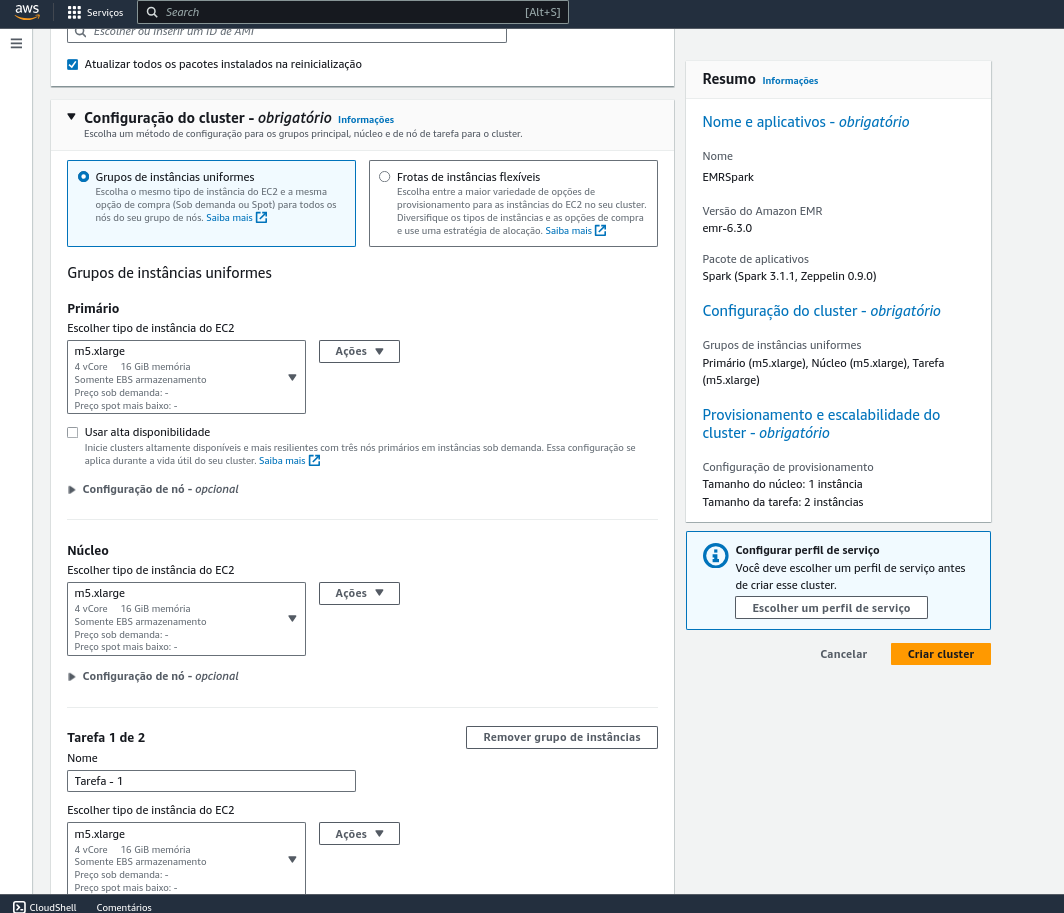 aws
Serviços
Search
[Alt+S]
Escolher ou inserir um ID de AMI
Atualizar todos os pacotes instalados na reinicialização
Configuração do cluster - obrigatório Informações
Escolha um método de configuração para os grupos principal, núcleo e de nó de tarefa para o cluster.
Grupos de instâncias uniformes
Escolha o mesmo tipo de instância do EC2 e a mesma
opção de compra (Sob demanda ou Spot) para todos os
nós do seu grupo de nós. Saiba mais
Frotas de instâncias flexíveis
Escolha entre a maior variedade de opções de
provisionamento para as instâncias do EC2 no seu cluster.
Diversifique os tipos de instâncias e as opções de compra
e use uma estratégia de alocação. Saiba mais
Grupos de instâncias uniformes
Primário
Escolher tipo de instância do EC2
m5.xlarge
4 vCore 16 GiB memória
Somente EBS armazenamento
Preço sob demanda: -
Preço spot mais baixo: -
Ações
Usar alta disponibilidade
Inicie clusters altamente disponíveis e mais resilientes com três nós primários em instâncias sob demanda. Essa configuração se
aplica durante a vida útil do seu cluster. Saiba mais
Configuração de nó - opcional
Núcleo
Escolher tipo de instância do EC2
m5.xlarge
4 vCore 16 GiB memória
Somente EBS armazenamento
Preço sob demanda: -
Preço spot mais baixo: -
Ações
Configuração de nó - opcional
Tarefa 1 de 2
Remover grupo de instâncias
Nome
Tarefa - 1
Escolher tipo de instância do EC2
m5.xlarge
4 vCore 16 GiB memória
Somente EBS armazenamento
Preço sob demanda: -
Preço spot mais baixo: -
Ações
Resumo Informações
Nome e aplicativos - obrigatório
Nome
EMRSpark
Versão do Amazon EMR
emr-6.3.0
Pacote de aplicativos
Spark (Spark 3.1.1, Zeppelin 0.9.0)
Configuração do cluster - obrigatório
Grupos de instâncias uniformes
Primário (m5.xlarge), Núcleo (m5.xlarge), Tarefa
(m5.xlarge)
Provisionamento e escalabilidade do
cluster - obrigatório
Configuração de provisionamento
Tamanho do núcleo: 1 instância
Tamanho da tarefa: 2 instâncias
Configurar perfil de serviço
Você deve escolher um perfil de serviço antes
de criar esse cluster.
Escolher um perfil de serviço
Cancelar
Criar cluster
CloudShell
Comentários